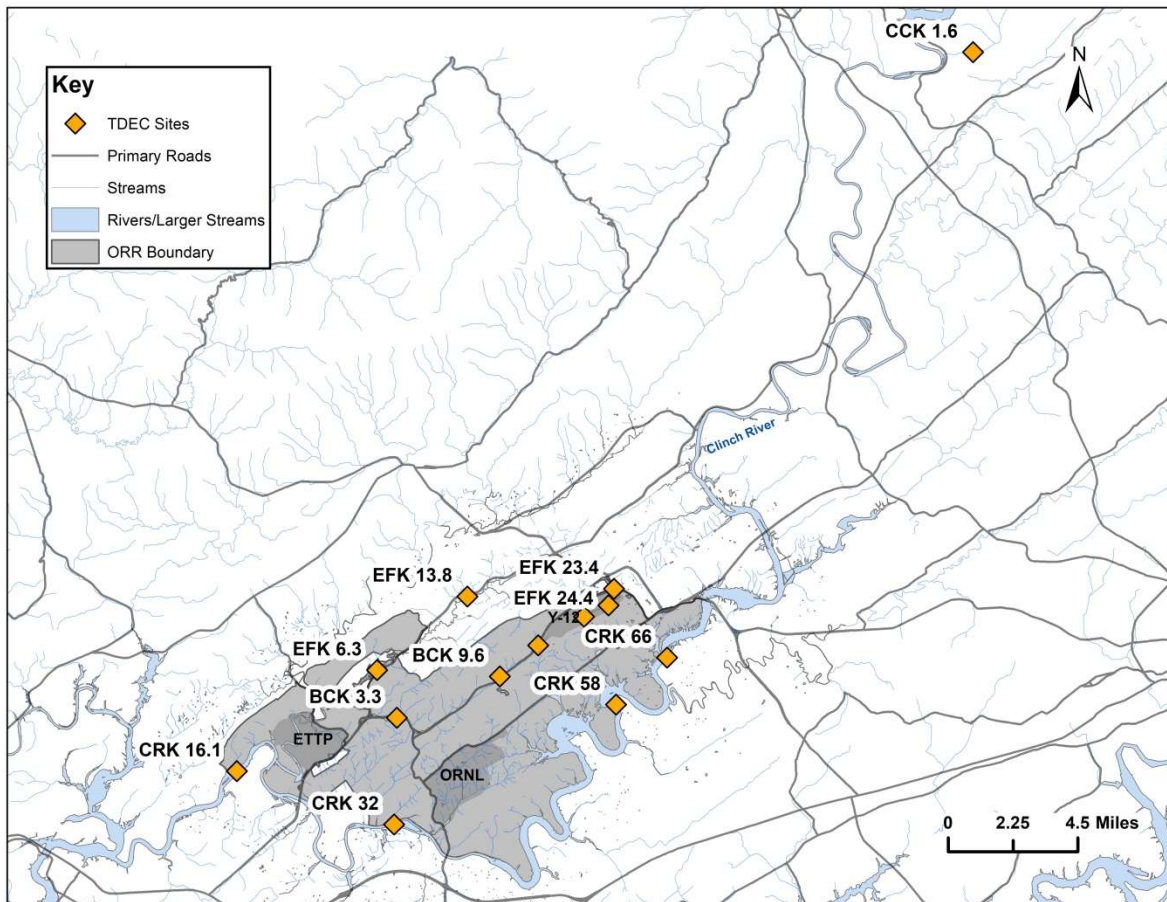 CCK 1.6
N
Key
TDEC Sites
Primary Roads
Streams
Rivers/Larger Streams
ORR Boundary
Clinch River
EFK 13.8
EFK 23.4
EFK 24.4
Y-12
CRK 66
EFK 6.3
BCK 9.6
BCK 3.3
CRK 58
ETTP
CRK 16.1
ORNL
CRK 32
0 2.25 4.5 Miles